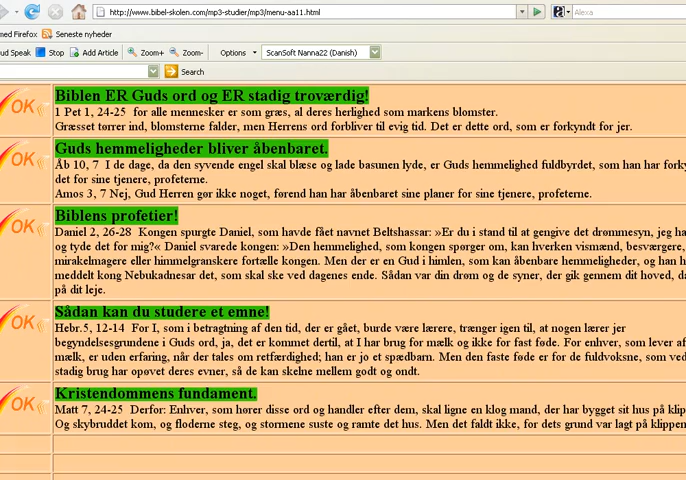 http://www.bibel-skolen.com/mp3-studier/mp3/menu-aa11.html
Alexa
med Firefox Seneste nyheder
ud Speak Stop Add Article Zoom+ Zoom- Options ScanSoft Nanna22 (Danish)
Search
OK
Biblen ER Guds ord og ER stadig troværdig!
1 Pet 1, 24-25 for alle mennesker er som græs, al deres herlighed som markens blomster.
Græsset tørrer ind, blomsterne falder, men Herrens ord forbliver til evig tid. Det er dette ord, som er forkyndt for jer.
OK
Guds hemmeligheder bliver åbenbaret.
Åb 10, 7 I de dage, da den syvende engel skal blæse og lade basunen lyde, er Guds hemmelighed fuldbyrdet, som han har forky
det for sine tjenere, profeterne.
Amos 3, 7 Nej, Gud Herren gør ikke noget, førend han har åbenbaret sine planer for sine tjenere, profeterne.
OK
Biblens profetier!
Daniel 2, 26-28 Kongen spurgte Daniel, som havde fået navnet Beltshassar: »Er du i stand til at gengive det drømmesyn, jeg ha
og tyde det for mig?« Daniel svarede kongen: »Den hemmelighed, som kongen spørger om, kan hverken vismænd, besværgere,
mirakelmagere eller himmelgranskere fortælle kongen. Men der er en Gud i himlen, som kan åbenbare hemmeligheder, og han h
meddelt kong Nebukadnesar det, som skal ske ved dagenes ende. Sådan var din drøm og de syner, der gik gennem dit hoved, da
på dit leje.
OK
Sådan kan du studere et emne!
Hebr.5, 12-14 For I, som i betragtning af den tid, der er gået, burde være lærere, trænger igen til, at nogen lærer jer
begyndelsesgrundene i Guds ord, ja, det er kommet dertil, at I har brug for mælk og ikke for fast føde. For enhver, som lever af
mælk, er uden erfaring, når der tales om retfærdighed; han er jo et spædbarn. Men den faste føde er for de fuldvoksne, som ved
stadig brug har opøvet deres evner, så de kan skelne mellem godt og ondt.
OK
Kristendommens fundament.
Matt 7, 24-25 Derfor: Enhver, som hører disse ord og handler efter dem, skal ligne en klog mand, der har bygget sit hus på klip
Og skybruddet kom, og floderne steg, og stormene suste og ramte det hus. Men det faldt ikke, for dets grund var lagt på klippen